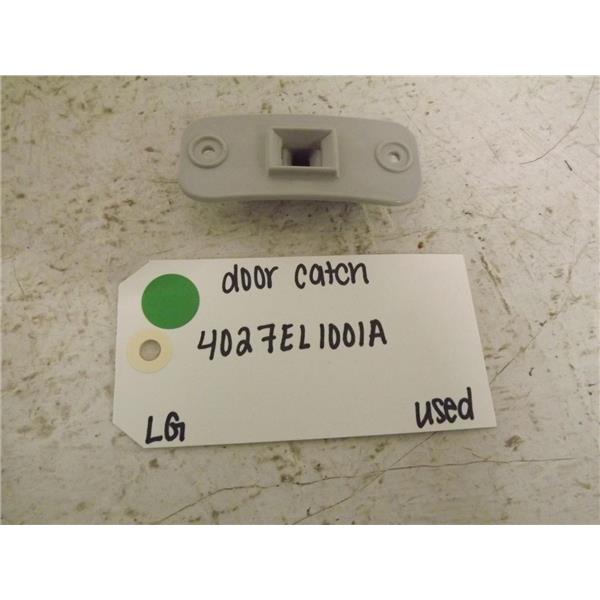 door catch
4027EL1001A
LG
used